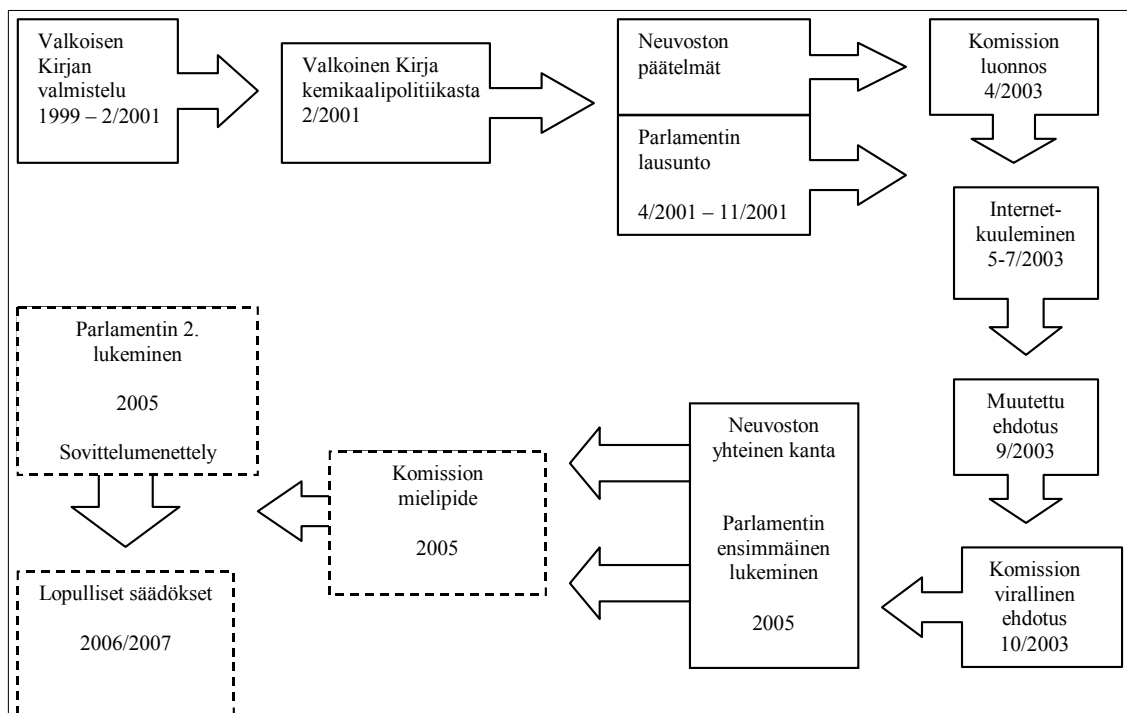 Valkoisen
Kirjan
valmistelu
1999 – 2/2001
Valkoinen Kirja
kemikaalipolitiikasta
2/2001
Neuvoston
päätelmät
Parlamentin
lausunto
4/2001 – 11/2001
Komission
luonnos
4/2003
Internet-
kuuleminen
5-7/2003
Muutettu
ehdotus
9/2003
Komission
virallinen
ehdotus
10/2003
Neuvoston
yhteinen kanta
Parlamentin
ensimmäinen
lukeminen
2005
Komission
mielipide
2005
Parlamentin 2.
lukeminen
2005
Sovittelumenettely
Lopulliset säädökset
2006/2007